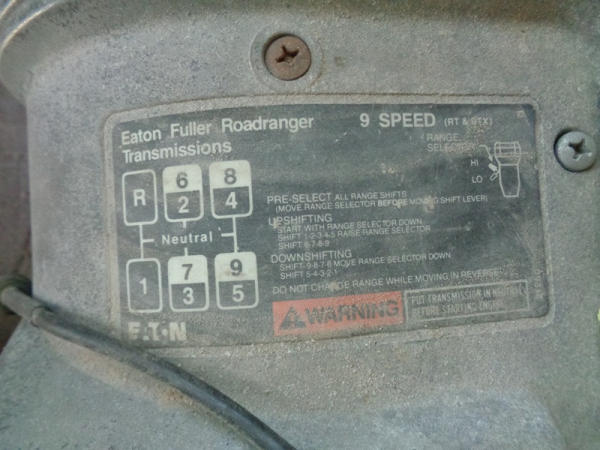 Eaton Fuller Roadranger 9 SPEED (RT & RTX)
Transmissions
RANGE
SELECTOR
HI
LO
R 6 8
2 4
Neutral
1 7 9
3 5
PRE-SELECT ALL RANGE SHIFTS
(MOVE RANGE SELECTOR BEFORE MOVING SHIFT LEVER)
UPSHIFTING
START WITH RANGE SELECTOR DOWN
SHIFT 1-2-3-4-5 RAISE RANGE SELECTOR
SHIFT 6-7-8-9
DOWNSHIFTING
SHIFT 9-8-7-6 MOVE RANGE SELECTOR DOWN
SHIFT 5-4-3-2-1
DO NOT CHANGE RANGE WHILE MOVING IN REVERSE
EATON
WARNING
PUT TRANSMISSION IN NEUTRAL
BEFORE STARTING ENGINE